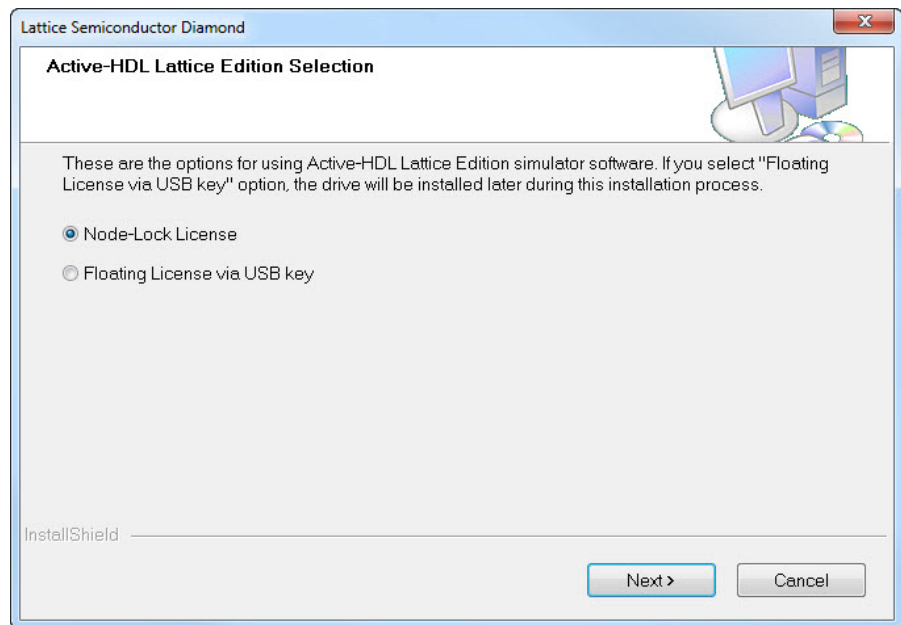 Lattice Semiconductor Diamond
Active-HDL Lattice Edition Selection
These are the options for using Active-HDL Lattice Edition simulator software. If you select "Floating
License via USB key" option, the drive will be installed later during this installation process.
Node-Lock License
Floating License via USB key
InstallShield
Next >
Cancel